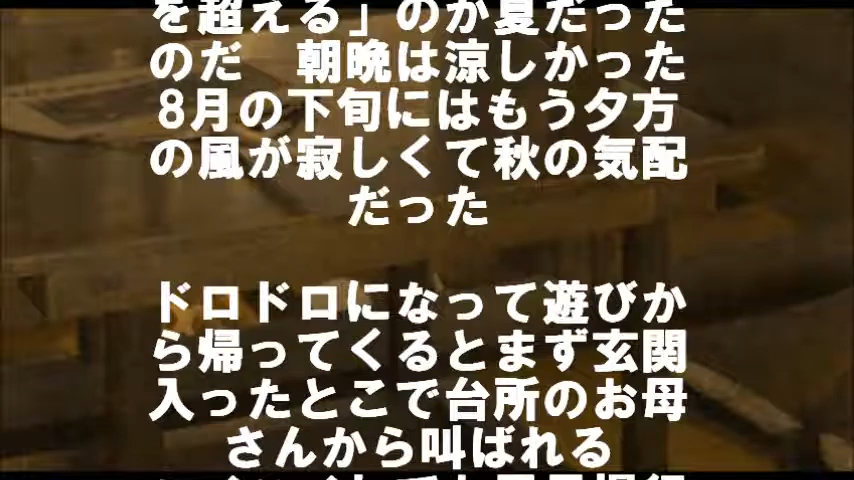 を超える」のが夏だった
のだ　朝晩は涼しかった
8月の下旬にはもう夕方
の風が寂しくて秋の気配
だった
ドロドロになって遊びか
ら帰ってくるとまず玄関
入ったとこで台所のお母
さんから叫ばれる